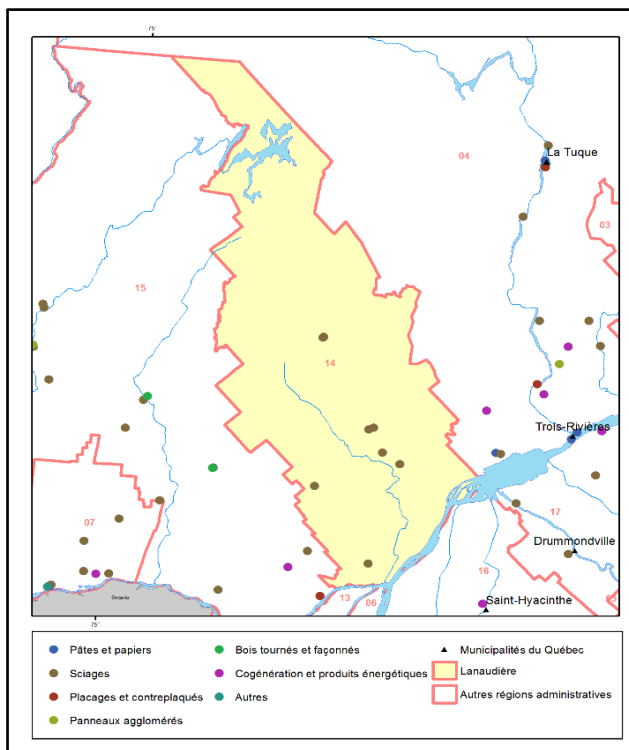 75°
La Tuque
04
03
15
14
Trois-Rivières
07
17
Drummondville
16
13
06
Saint-Hyacinthe
Ontario
75°
Pâtes et papiers
Bois tournés et façonnés
Municipalités du Québec
Sciages
Cogénération et produits énergétiques
Lanaudière
Placages et contreplaqués
Autres
Autres régions administratives
Panneaux agglomérés